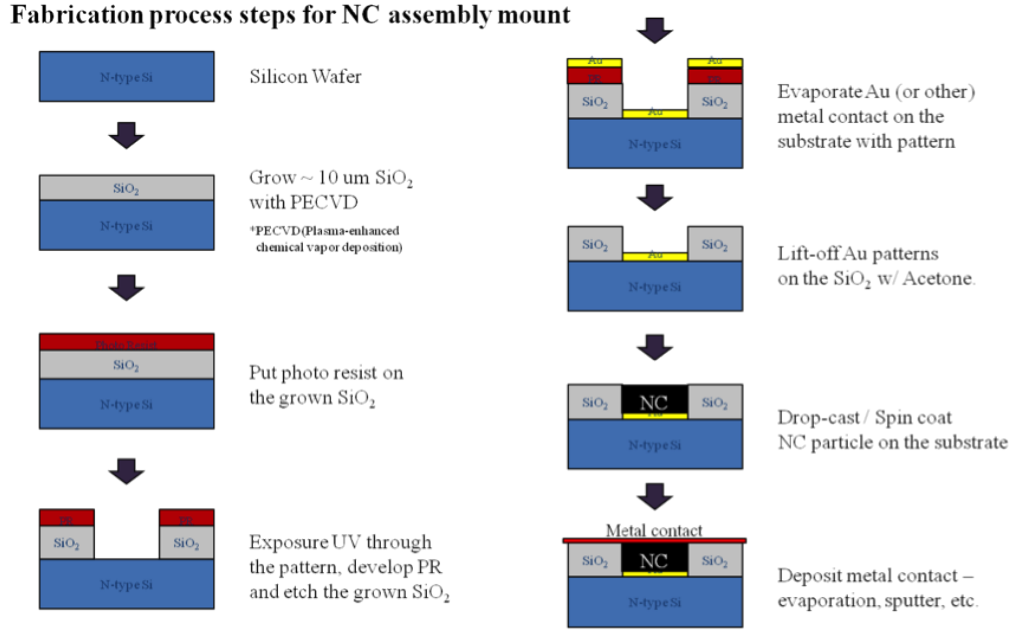 Fabrication process steps for NC assembly mount
N-type Si
Silicon Wafer
SiO₂
N-type Si
Grow ~ 10 um SiO₂
with PECVD
*PECVD(Plasma-enhanced
chemical vapor deposition)
Photo Resist
SiO₂
N-type Si
Put photo resist on
the grown SiO₂
PR
PR
SiO₂
SiO₂
N-type Si
Exposure UV through
the pattern, develop PR
and etch the grown SiO₂
Au
Au
PR
PR
SiO₂
SiO₂
Au
N-type Si
Evaporate Au (or other)
metal contact on the
substrate with pattern
SiO₂
SiO₂
Au
N-type Si
Lift-off Au patterns
on the SiO₂ w/ Acetone.
SiO₂
NC
SiO₂
Au
N-type Si
Drop-cast / Spin coat
NC particle on the substrate
Metal contact
SiO₂
NC
SiO₂
Au
N-type Si
Deposit metal contact –
evaporation, sputter, etc.